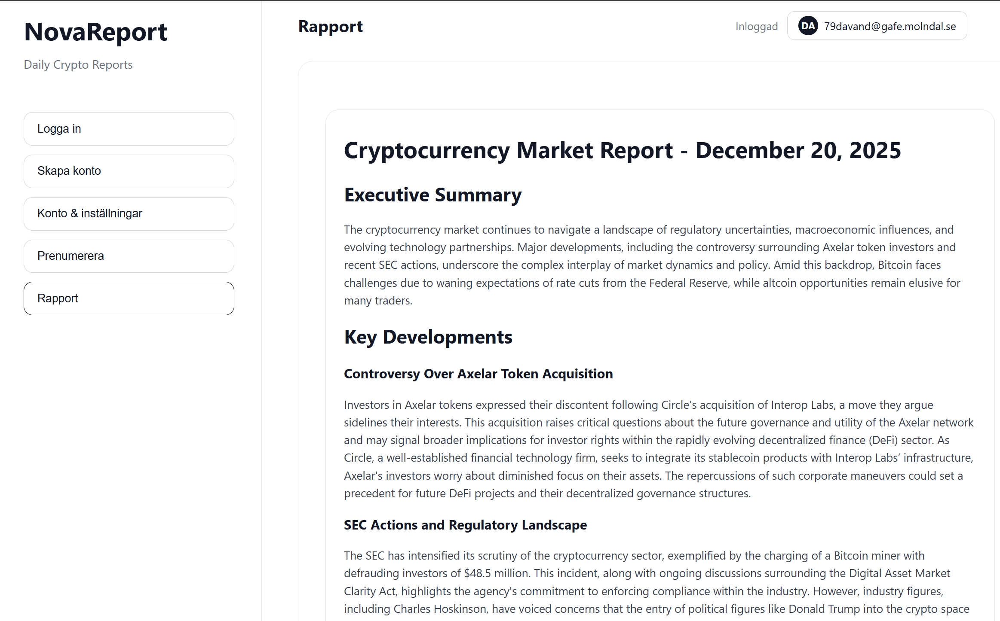 NovaReport
Daily Crypto Reports
Logga in
Skapa konto
Konto & inställningar
Prenumerera
Rapport
Rapport
Inloggad
DA
79davand@gafe.molndal.se
Cryptocurrency Market Report - December 20, 2025
Executive Summary
The cryptocurrency market continues to navigate a landscape of regulatory uncertainties, macroeconomic influences, and
evolving technology partnerships. Major developments, including the controversy surrounding Axelar token investors and
recent SEC actions, underscore the complex interplay of market dynamics and policy. Amid this backdrop, Bitcoin faces
challenges due to waning expectations of rate cuts from the Federal Reserve, while altcoin opportunities remain elusive for
many traders.
Key Developments
Controversy Over Axelar Token Acquisition
Investors in Axelar tokens expressed their discontent following Circle's acquisition of Interop Labs, a move they argue
sidelines their interests. This acquisition raises critical questions about the future governance and utility of the Axelar network
and may signal broader implications for investor rights within the rapidly evolving decentralized finance (DeFi) sector. As
Circle, a well-established financial technology firm, seeks to integrate its stablecoin products with Interop Labs’ infrastructure,
Axelar's investors worry about diminished focus on their assets. The repercussions of such corporate maneuvers could set a
precedent for future DeFi projects and their decentralized governance structures.
SEC Actions and Regulatory Landscape
The SEC has intensified its scrutiny of the cryptocurrency sector, exemplified by the charging of a Bitcoin miner with
defrauding investors of $48.5 million. This incident, along with ongoing discussions surrounding the Digital Asset Market
Clarity Act, highlights the agency's commitment to enforcing compliance within the industry. However, industry figures,
including Charles Hoskinson, have voiced concerns that the entry of political figures like Donald Trump into the crypto space